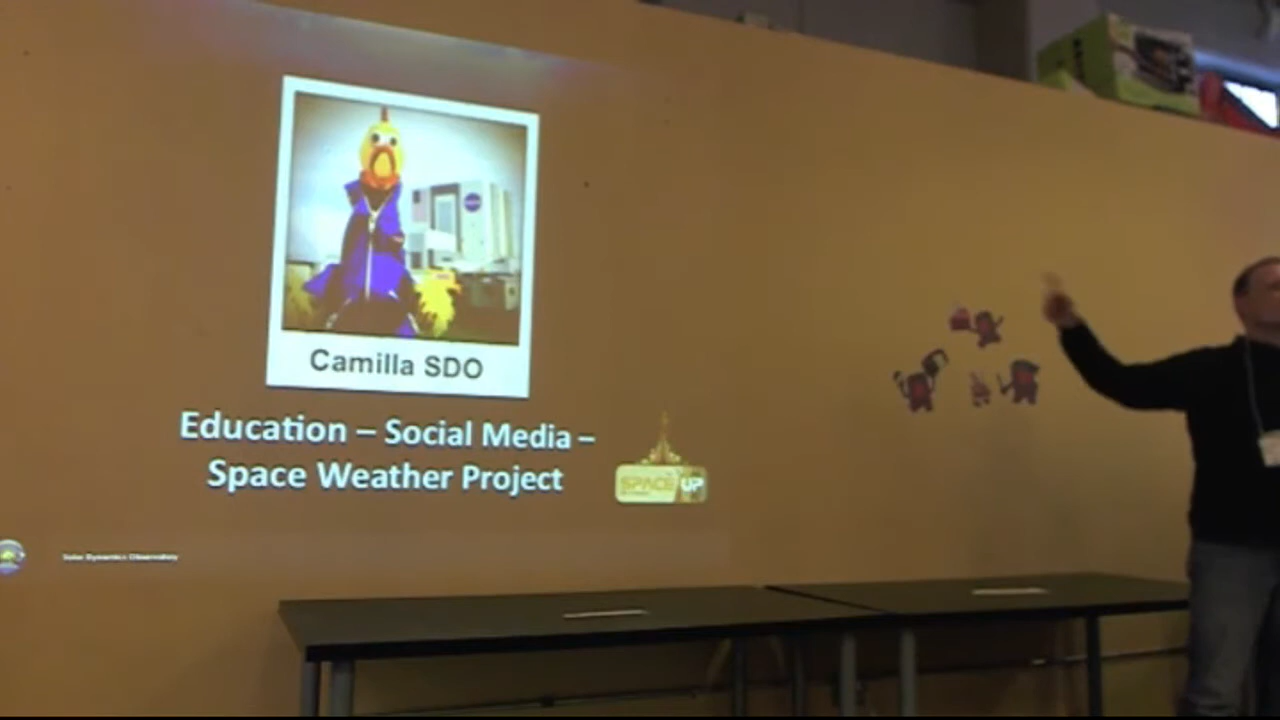 Camilla SDO
Education – Social Media –
Space Weather Project
SPACE UP
Solar Dynamics Observatory